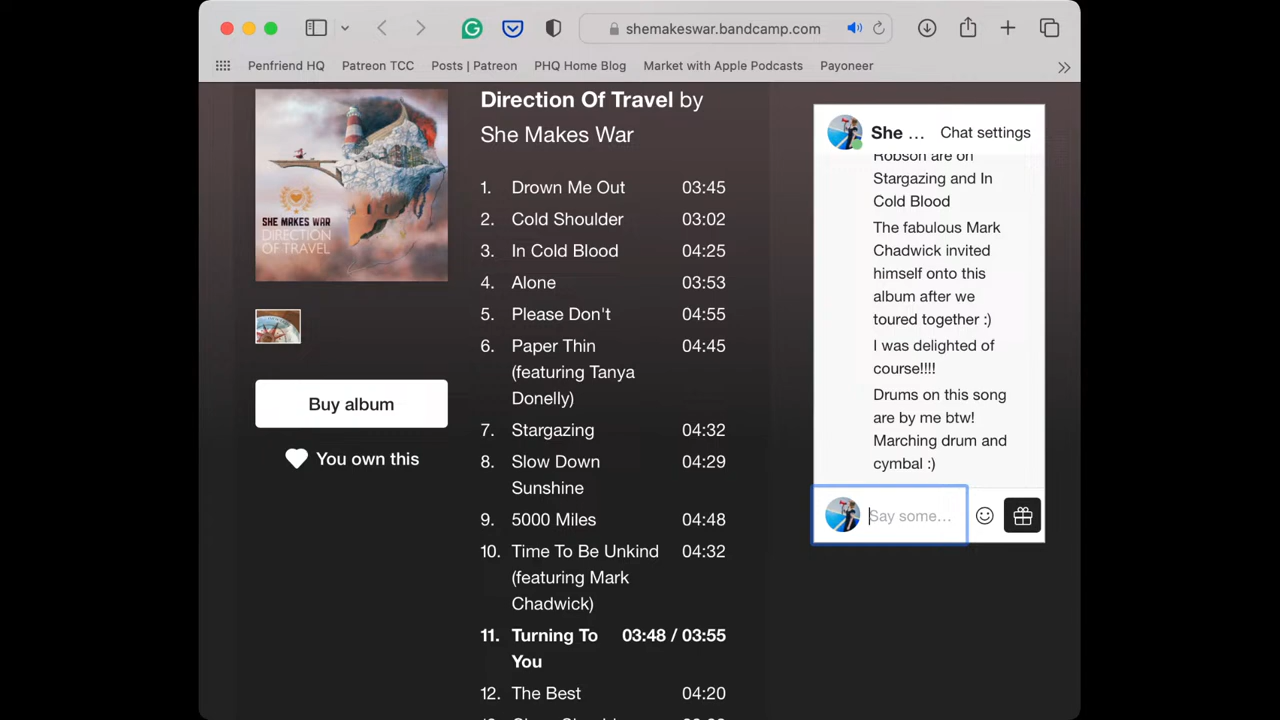 shemakeswar.bandcamp.com
Penfriend HQ
Patreon TCC
Posts | Patreon
PHQ Home Blog
Market with Apple Podcasts
Payoneer
SHE MAKES WAR
DIRECTION
OF TRAVEL
Buy album
You own this
Direction Of Travel by
She Makes War
1. Drown Me Out 03:45
2. Cold Shoulder 03:02
3. In Cold Blood 04:25
4. Alone 03:53
5. Please Don't 04:55
6. Paper Thin 04:45
(featuring Tanya
Donelly)
7. Stargazing 04:32
8. Slow Down 04:29
Sunshine
9. 5000 Miles 04:48
10. Time To Be Unkind 04:32
(featuring Mark
Chadwick)
11. Turning To 03:48 / 03:55
You
12. The Best 04:20
She ... Chat settings
Robson are on
Stargazing and In
Cold Blood
The fabulous Mark
Chadwick invited
himself onto this
album after we
toured together :)
I was delighted of
course!!!!
Drums on this song
are by me btw!
Marching drum and
cymbal :)
Say some...